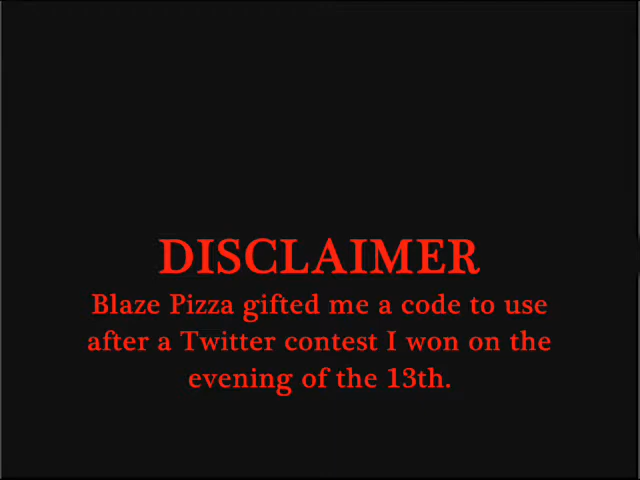 DISCLAIMER
Blaze Pizza gifted me a code to use
after a Twitter contest I won on the
evening of the 13th.